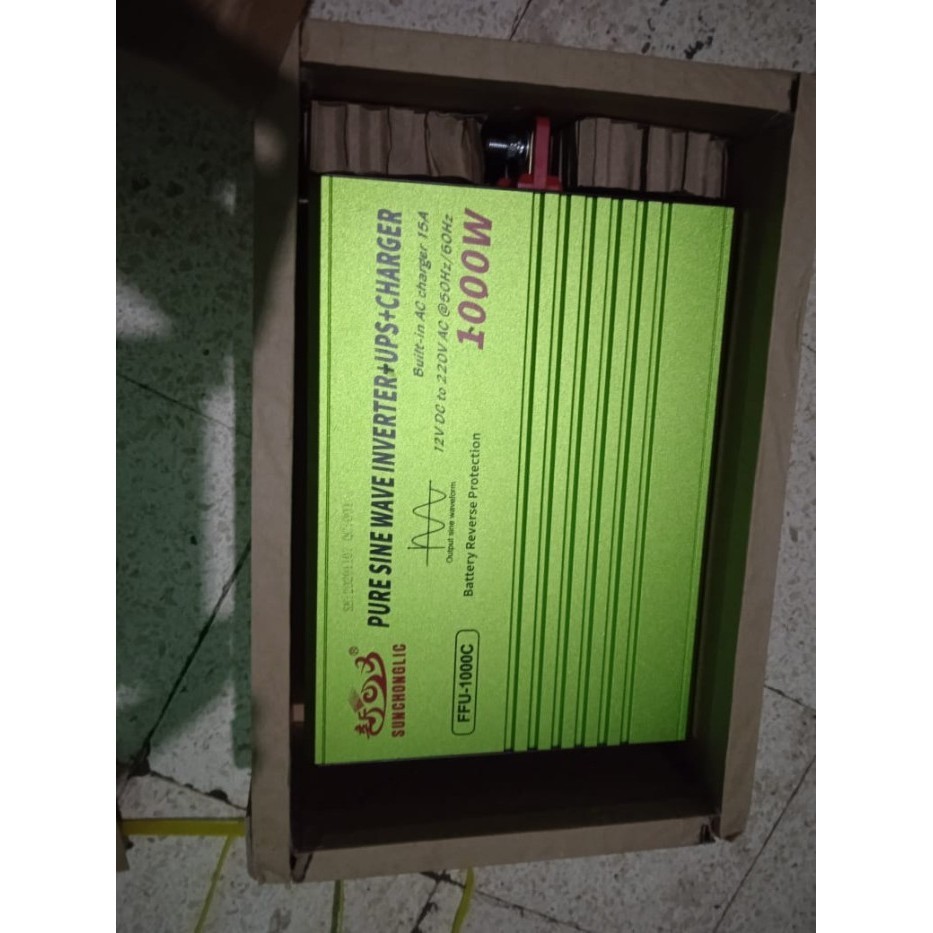 PURE SINE WAVE INVERTER+UPS+CHARGER
Built-in AC charger 15A
12V DC to 220V AC @50Hz/60Hz
1000W
Output sine waveform
Battery Reverse Protection
SUNCHONGLIC®
FFU-1000C